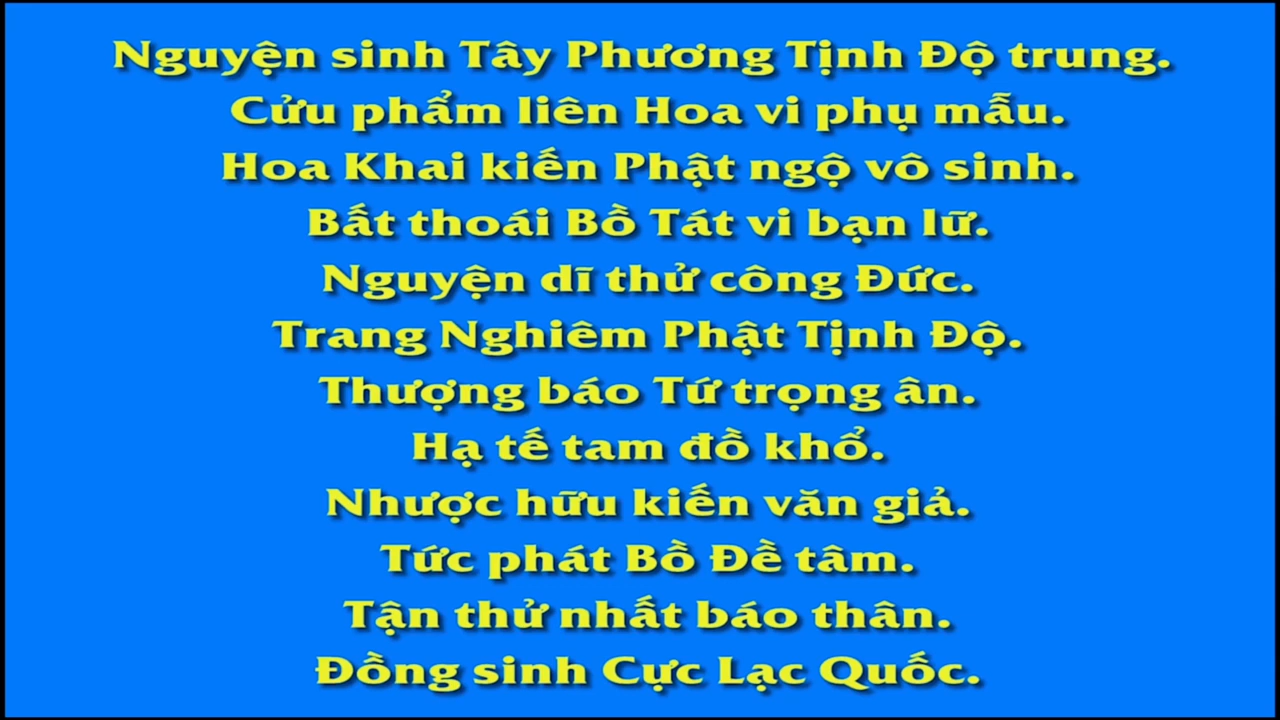 Nguyện sinh Tây Phương Tịnh Độ trung.
Cửu phẩm liên Hoa vi phụ mẫu.
Hoa Khai kiến Phật ngộ vô sinh.
Bất thoái Bồ Tát vi bạn lữ.
Nguyện dĩ thử công Đức.
Trang Nghiêm Phật Tịnh Độ.
Thượng báo Tứ trọng ân.
Hạ tế tam đồ khổ.
Nhược hữu kiến văn giả.
Tức phát Bồ Đề tâm.
Tận thử nhất báo thân.
Đồng sinh Cực Lạc Quốc.